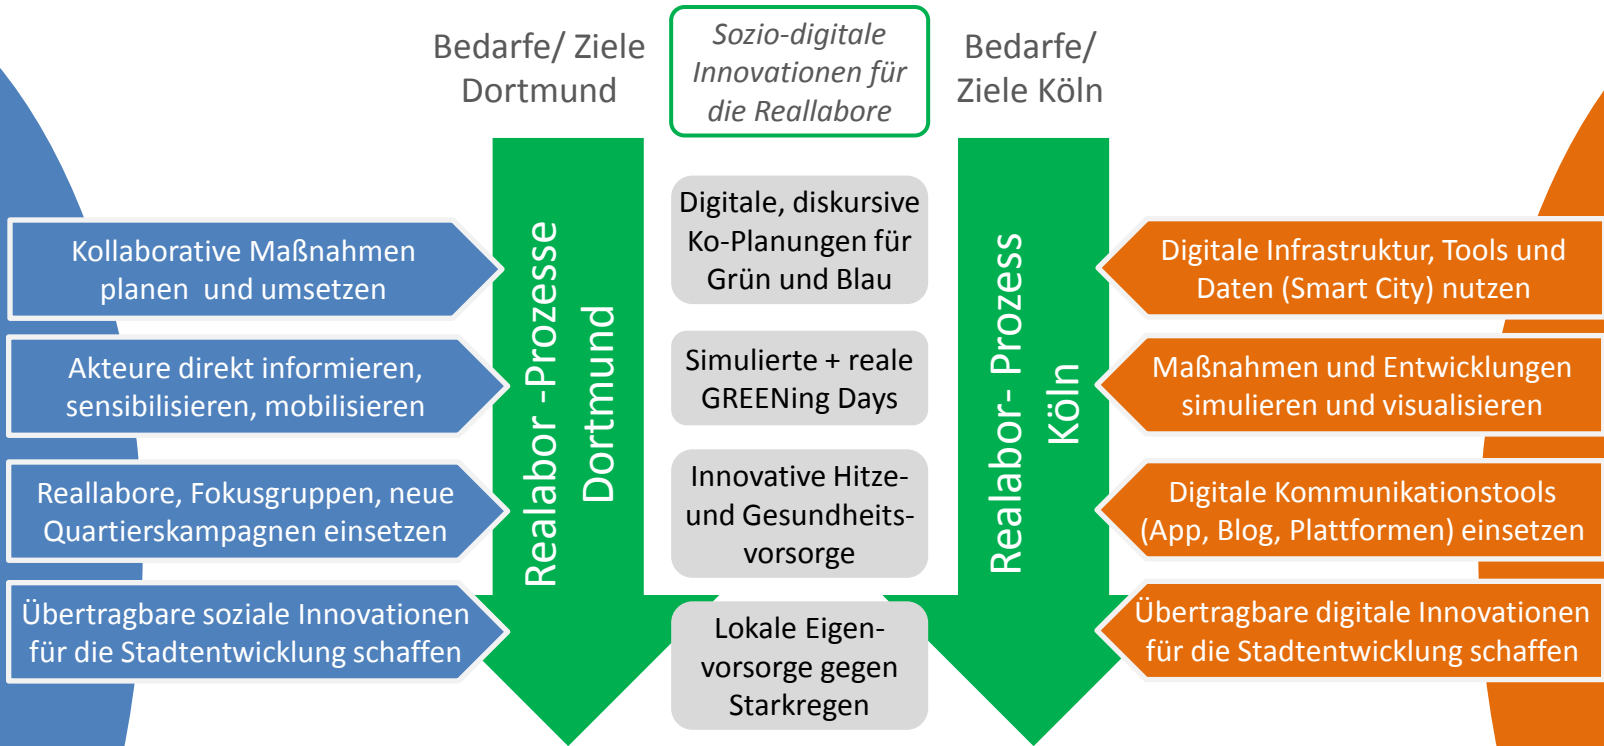 Bedarfe/ Ziele
Dortmund
Sozio-digitale
Innovationen für
die Reallabore
Bedarfe/
Ziele Köln
Kollaborative Maßnahmen
planen  und umsetzen
Akteure direkt informieren,
sensibilisieren, mobilisieren
Reallabore, Fokusgruppen, neue
Quartierskampagnen einsetzen
Übertragbare soziale Innovationen
für die Stadtentwicklung schaffen
Realabor -Prozesse
Dortmund
Digitale, diskursive
Ko-Planungen für
Grün und Blau
Simulierte + reale
GREENing Days
Innovative Hitze-
und Gesundheits-
vorsorge
Lokale Eigen-
vorsorge gegen
Starkregen
Realabor- Prozess
Köln
Digitale Infrastruktur, Tools und
Daten (Smart City) nutzen
Maßnahmen und Entwicklungen
simulieren und visualisieren
Digitale Kommunikationstools
(App, Blog, Plattformen) einsetzen
Übertragbare digitale Innovationen
für die Stadtentwicklung schaffen